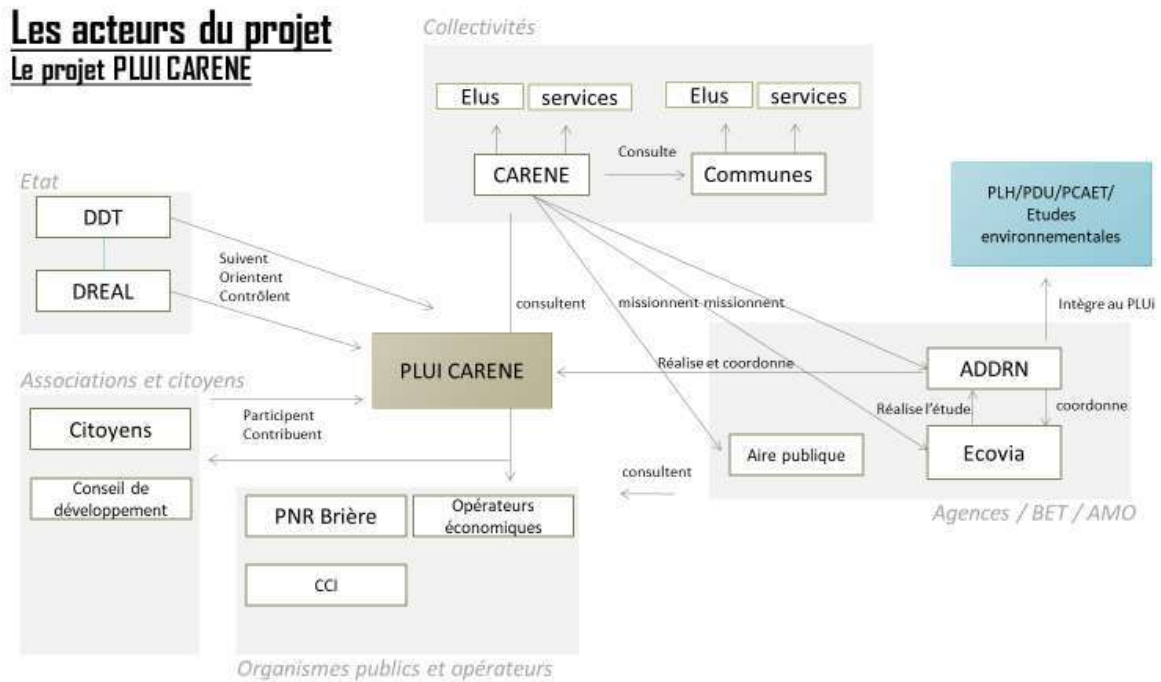 Les acteurs du projet
Le projet PLUI CARENE
Collectivités
Elus
services
Elus
services
CARENE
Consulte
Communes
Etat
DDT
DREAL
Suivent
Orientent
Contrôlent
consultent
missionnent
missionnent
PLH/PDU/PCAET/
Etudes
environnementales
Intègre au PLUi
PLUI CARENE
Réalise et coordonne
ADDRN
Réalise l'étude
coordonne
Aire publique
Ecovia
Agences / BET / AMO
Associations et citoyens
Participent
Contribuent
Citoyens
Conseil de
développement
consultent
PNR Brière
Opérateurs
économiques
CCI
Organismes publics et opérateurs